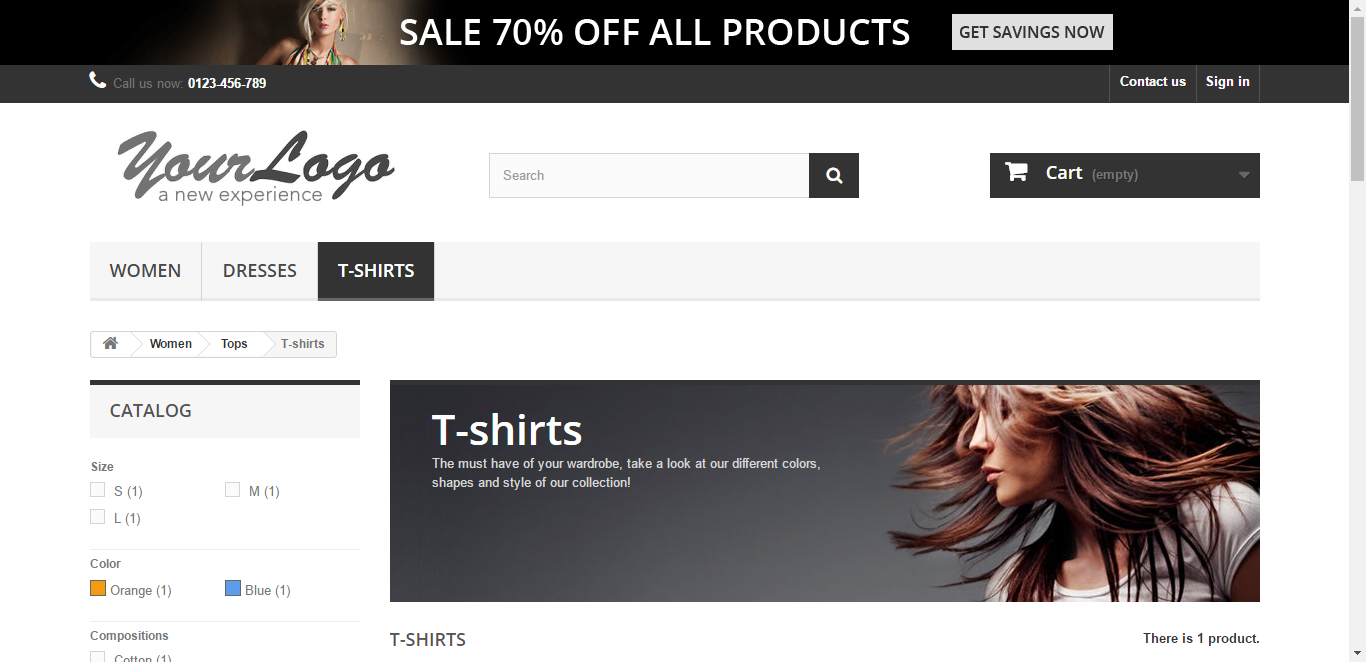 SALE 70% OFF ALL PRODUCTS
GET SAVINGS NOW
Call us now: 0123-456-789
Contact us
Sign in
YourLogo
a new experience
Search
Cart (empty)
WOMEN
DRESSES
T-SHIRTS
Women
Tops
T-shirts
CATALOG
Size
S (1)
M (1)
L (1)
Color
Orange (1)
Blue (1)
Compositions
Cotton (1)
T-shirts
The must have of your wardrobe, take a look at our different colors,
shapes and style of our collection!
T-SHIRTS
There is 1 product.